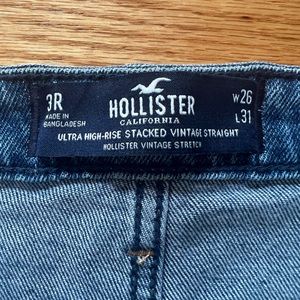 3R
MADE IN
BANGLADESH
HOLLISTER
CALIFORNIA
W26
L31
ULTRA HIGH-RISE STACKED VINTAGE STRAIGHT
HOLLISTER VINTAGE STRETCH